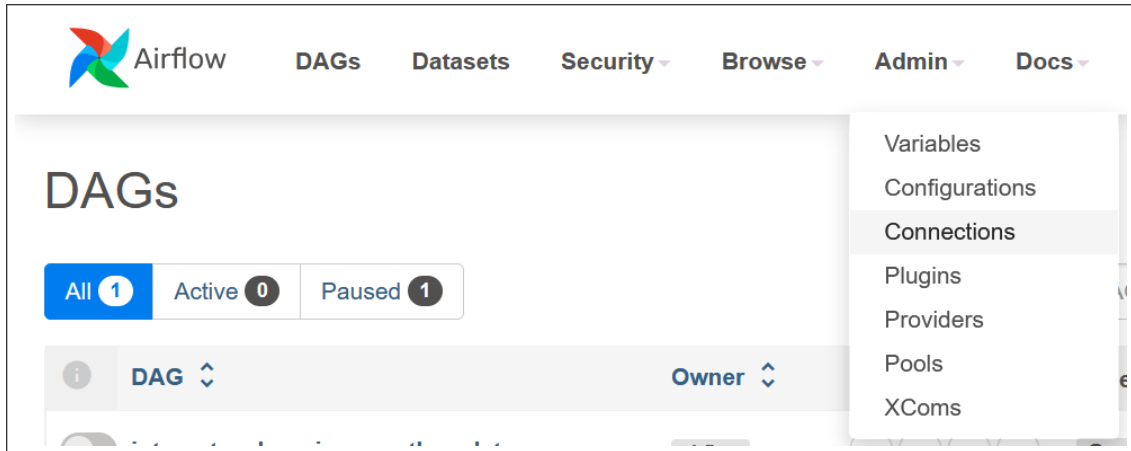 Airflow DAGs Datasets Security Browse Admin Docs
Variables
DAGs
Configurations
Connections
All 1 Active 0 Paused 1
Plugins
Providers
DAG Owner
Pools
XComs